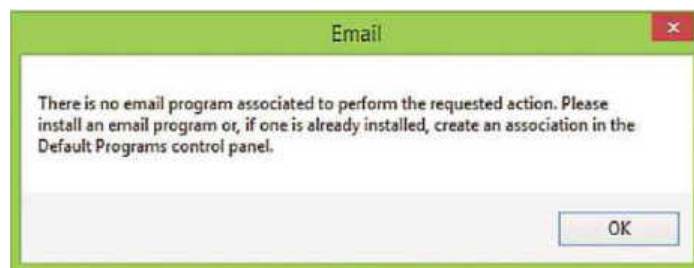 Email
There is no email program associated to perform the requested action. Please
install an email program or, if one is already installed, create an association in the
Default Programs control panel.
OK